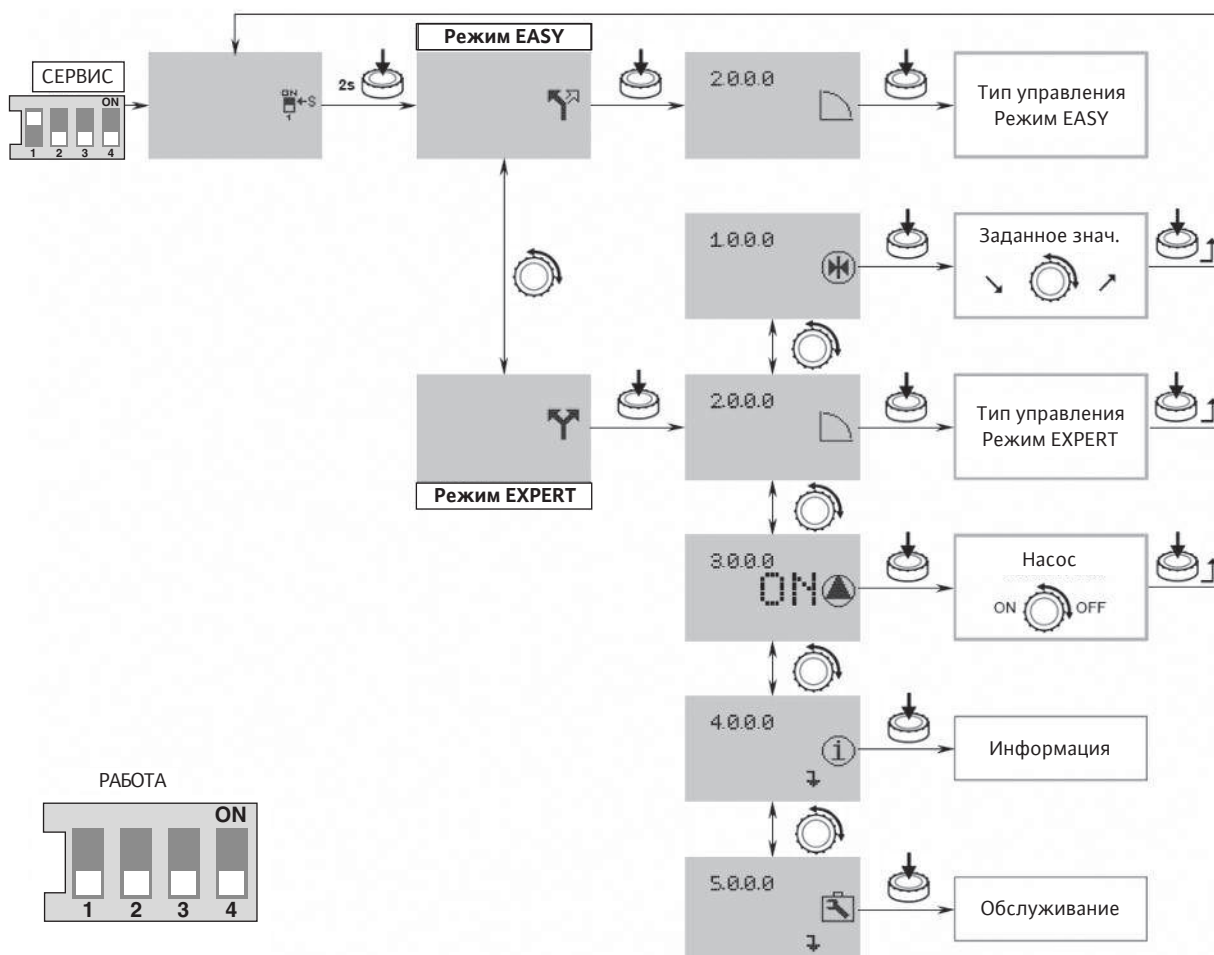 Режим EASY
СЕРВИС
ON
1 2 3 4
ON
S
1
2s
2.0.0.0
Тип управления
Режим EASY
1.0.0.0
Заданное знач.
2.0.0.0
Тип управления
Режим EXPERT
Режим EXPERT
3.0.0.0
ON
Насос
ON OFF
4.0.0.0
i
Информация
РАБОТА
ON
1 2 3 4
5.0.0.0
Обслуживание